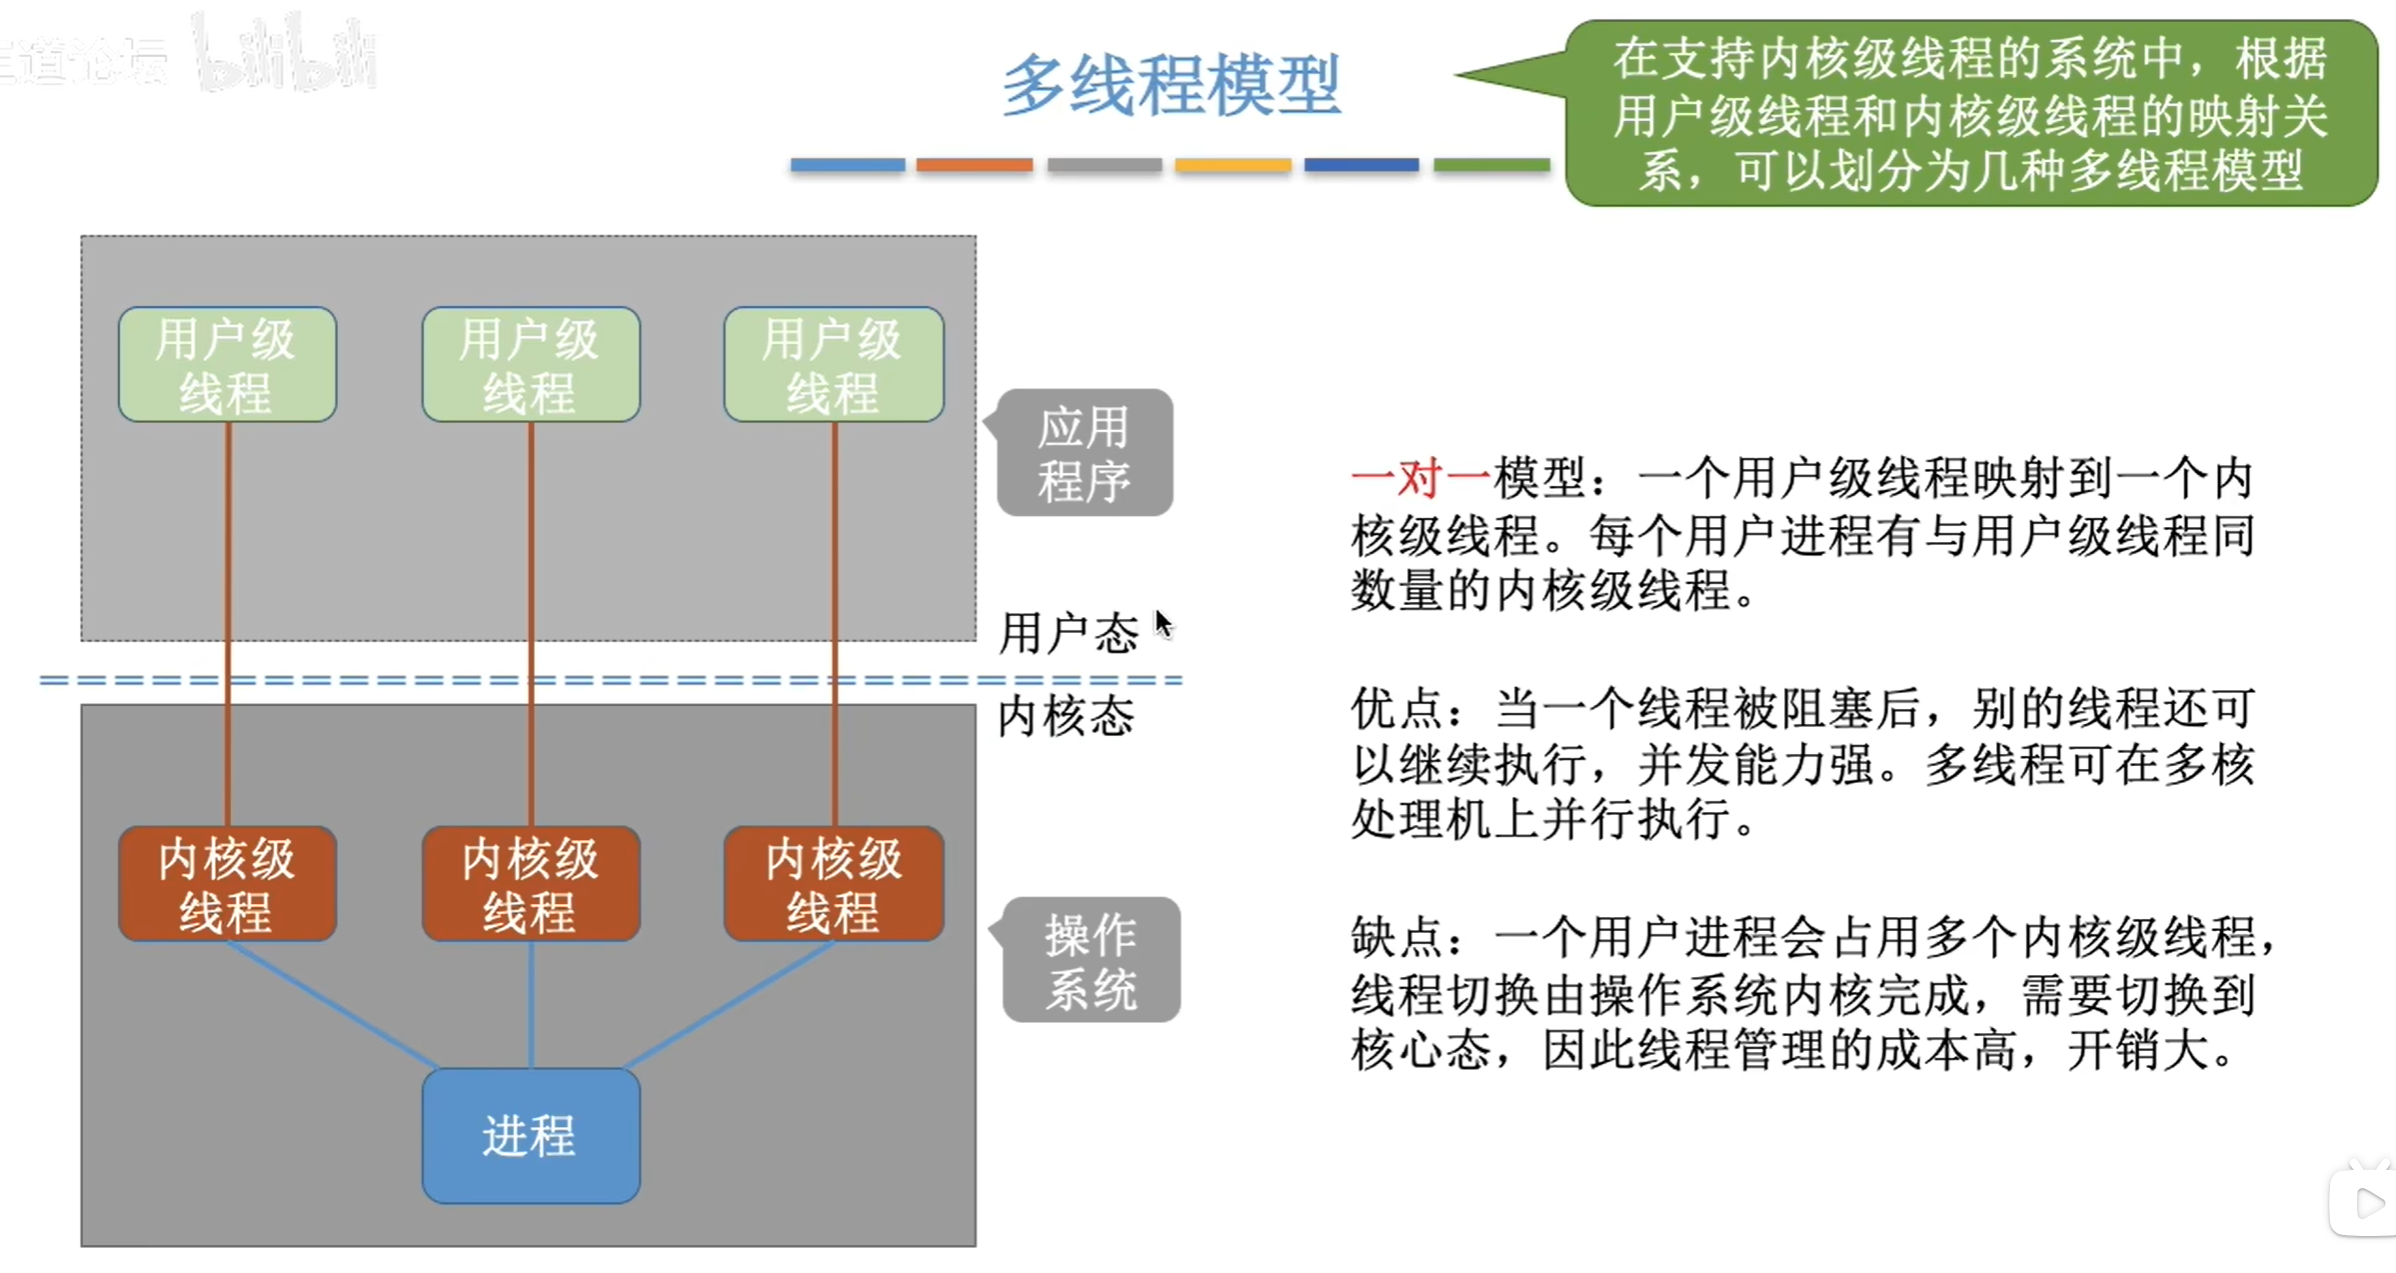 王道论坛 bilibili
多线程模型
在支持内核级线程的系统中，根据
用户级线程和内核级线程的映射关
系，可以划分为几种多线程模型
用户级
线程
用户级
线程
用户级
线程
应用
程序
用户态
内核态
内核级
线程
内核级
线程
内核级
线程
操作
系统
进程
一对一模型：一个用户级线程映射到一个内
核级线程。每个用户进程有与用户级线程同
数量的内核级线程。
优点：当一个线程被阻塞后，别的线程还可
以继续执行，并发能力强。多线程可在多核
处理机上并行执行。
缺点：一个用户进程会占用多个内核级线程，
线程切换由操作系统内核完成，需要切换到
核心态，因此线程管理的成本高，开销大。